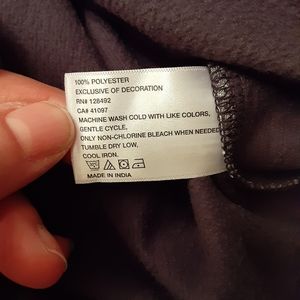 100% POLYESTER
EXCLUSIVE OF DECORATION
RN# 128492
CA# 41097
MACHINE WASH COLD WITH LIKE COLORS,
GENTLE CYCLE,
ONLY NON-CHLORINE BLEACH WHEN NEEDED
TUMBLE DRY LOW,
COOL IRON.
MADE IN INDIA